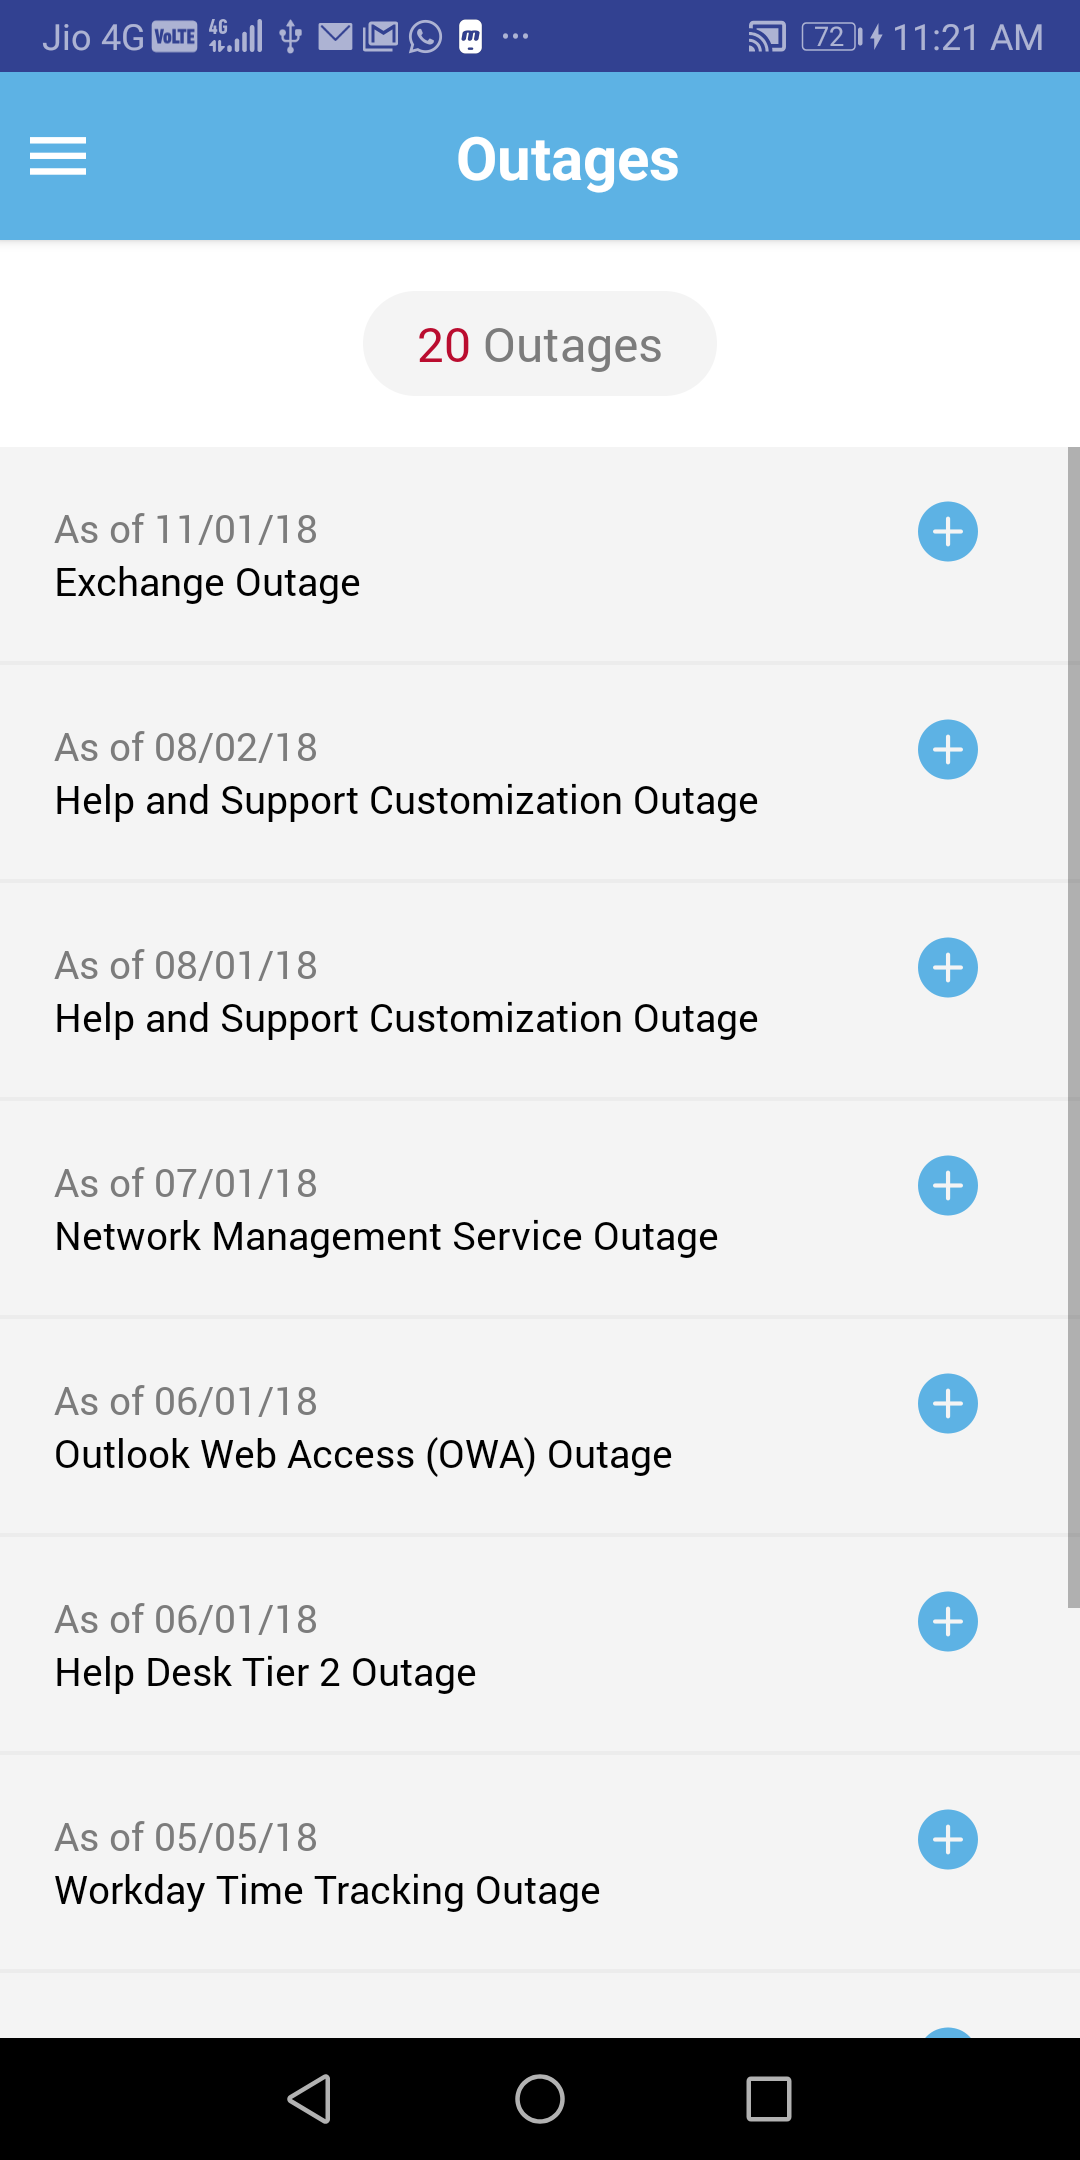 Jio 4G VoLTE 4G 72 11:21 AM
Outages
20 Outages
As of 11/01/18
Exchange Outage
As of 08/02/18
Help and Support Customization Outage
As of 08/01/18
Help and Support Customization Outage
As of 07/01/18
Network Management Service Outage
As of 06/01/18
Outlook Web Access (OWA) Outage
As of 06/01/18
Help Desk Tier 2 Outage
As of 05/05/18
Workday Time Tracking Outage